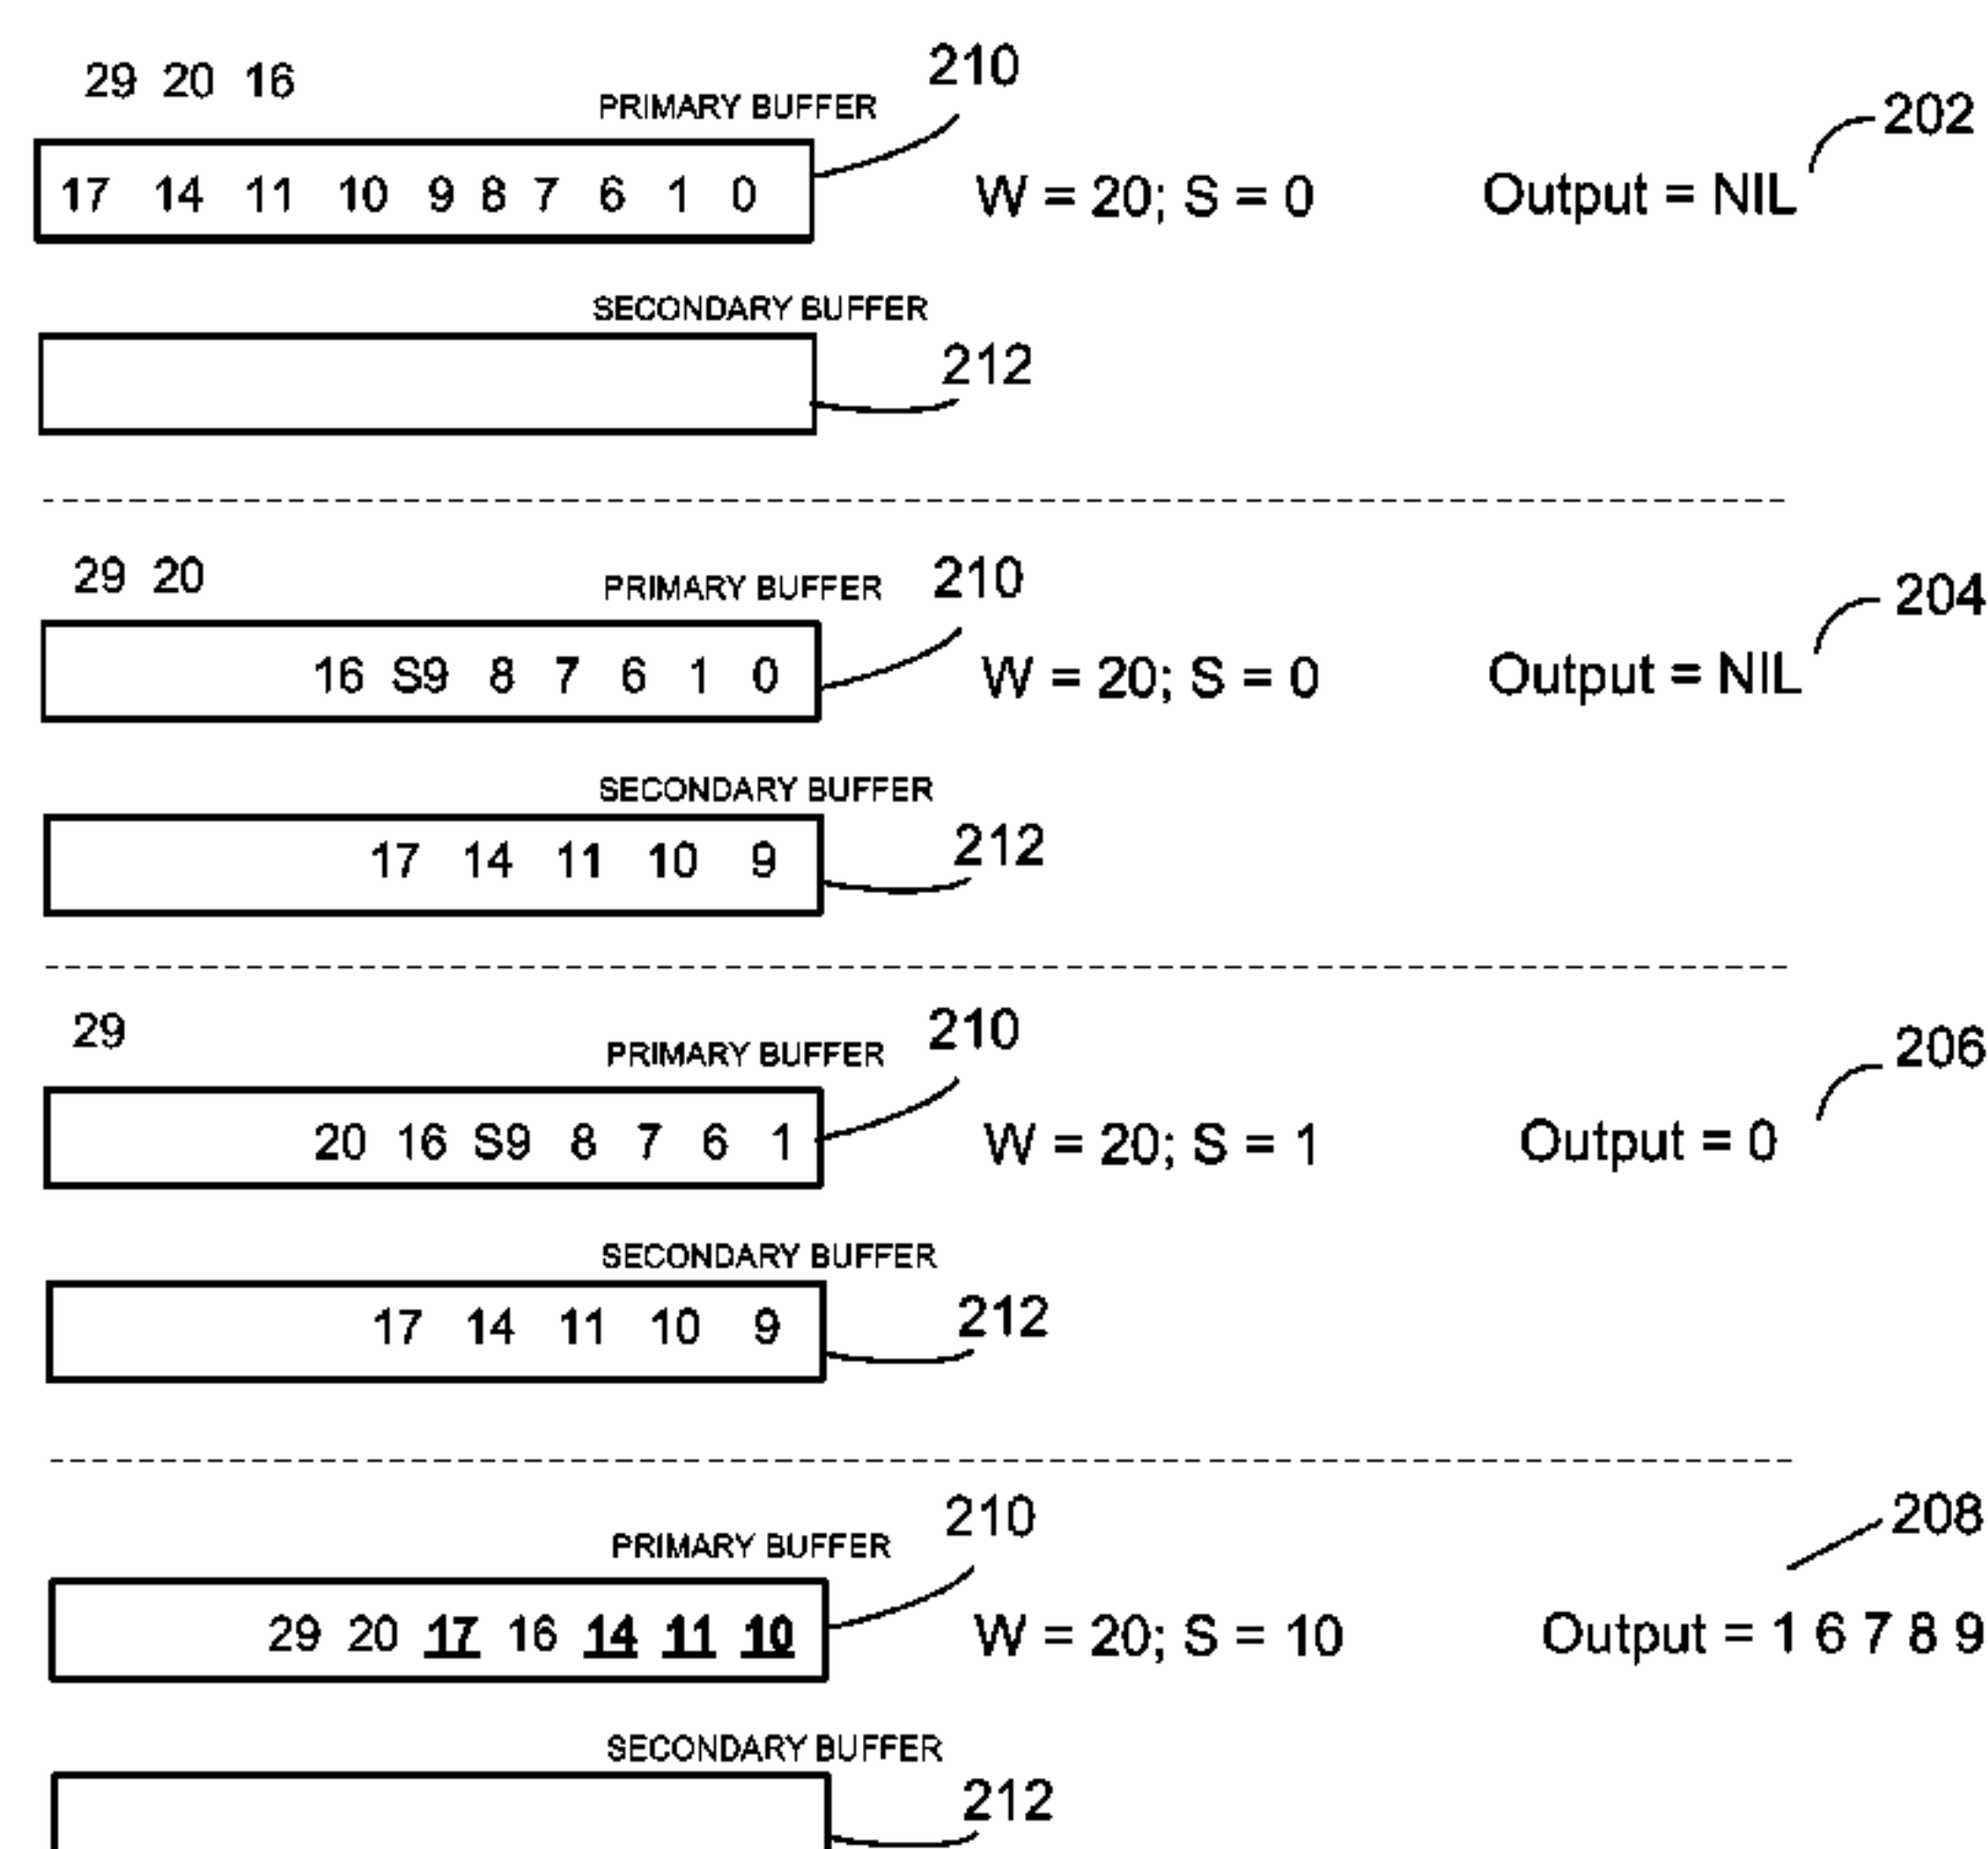 29 20 16
PRIMARY BUFFER
210
202
17 14 11 10 9 8 7 6 1 0
W = 20; S = 0
Output = NIL
SECONDARY BUFFER
212
29 20
PRIMARY BUFFER
210
204
16 S9 8 7 6 1 0
W = 20; S = 0
Output = NIL
SECONDARY BUFFER
212
17 14 11 10 9
29
PRIMARY BUFFER
210
206
20 16 S9 8 7 6 1
W = 20; S = 1
Output = 0
SECONDARY BUFFER
212
17 14 11 10 9
PRIMARY BUFFER
210
208
29 20 17 16 14 11 10
W = 20; S = 10
Output = 1 6 7 8 9
SECONDARY BUFFER
212